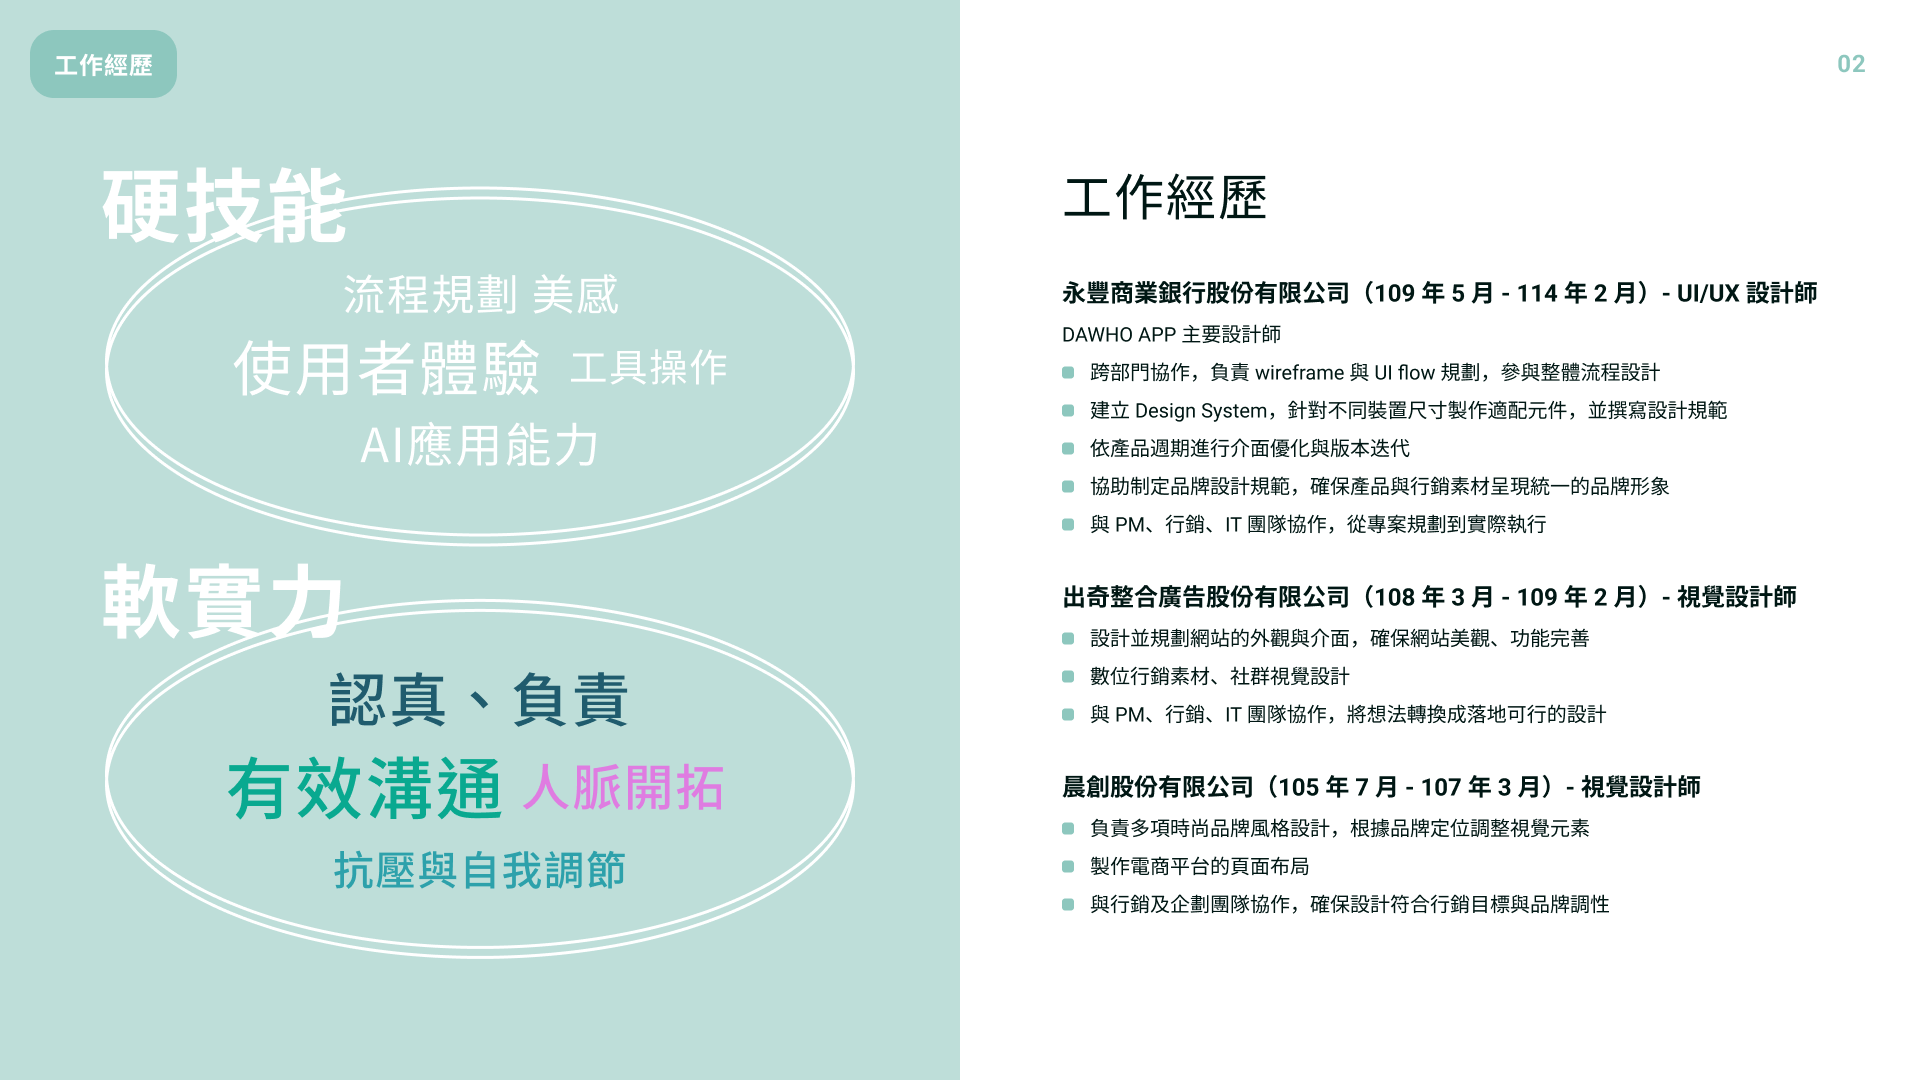 工作經歷
02
硬技能
流程規劃 美感
使用者體驗 工具操作
AI應用能力
軟實力
認真、負責
有效溝通 人脈開拓
抗壓與自我調節
工作經歷
永豐商業銀行股份有限公司（109 年 5 月 - 114 年 2 月）- UI/UX 設計師
DAWHO APP 主要設計師
跨部門協作，負責 wireframe 與 UI flow 規劃，參與整體流程設計
建立 Design System，針對不同裝置尺寸製作適配元件，並撰寫設計規範
依產品週期進行介面優化與版本迭代
協助制定品牌設計規範，確保產品與行銷素材呈現統一的品牌形象
與 PM、行銷、IT 團隊協作，從專案規劃到實際執行
出奇整合廣告股份有限公司（108 年 3 月 - 109 年 2 月）- 視覺設計師
設計並規劃網站的外觀與介面，確保網站美觀、功能完善
數位行銷素材、社群視覺設計
與 PM、行銷、IT 團隊協作，將想法轉換成落地可行的設計
晨創股份有限公司（105 年 7 月 - 107 年 3 月）- 視覺設計師
負責多項時尚品牌風格設計，根據品牌定位調整視覺元素
製作電商平台的頁面布局
與行銷及企劃團隊協作，確保設計符合行銷目標與品牌調性